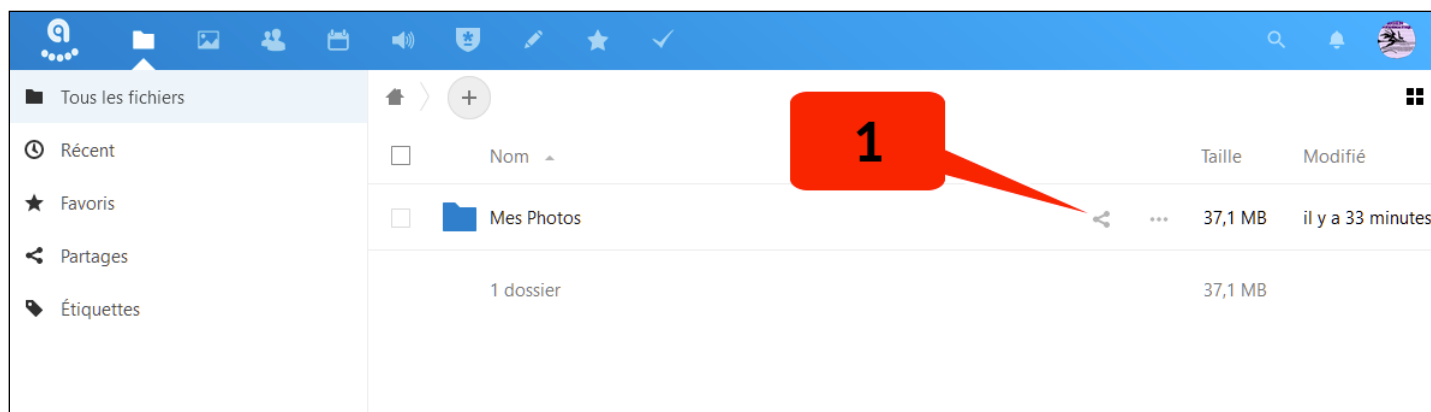 Tous les fichiers
1
Récent
Nom
Taille
Modifié
Favoris
Mes Photos
37,1 MB
il y a 33 minutes
Partages
1 dossier
37,1 MB
Étiquettes